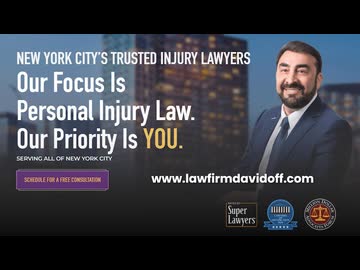 NEW YORK CITY'S TRUSTED INJURY LAWYERS
Our Focus Is
Personal Injury Law.
Our Priority Is YOU.
SERVING ALL OF NEW YORK CITY
SCHEDULE FOR A FREE CONSULTATION
www.lawfirmdavidoff.com
Super
Lawyers